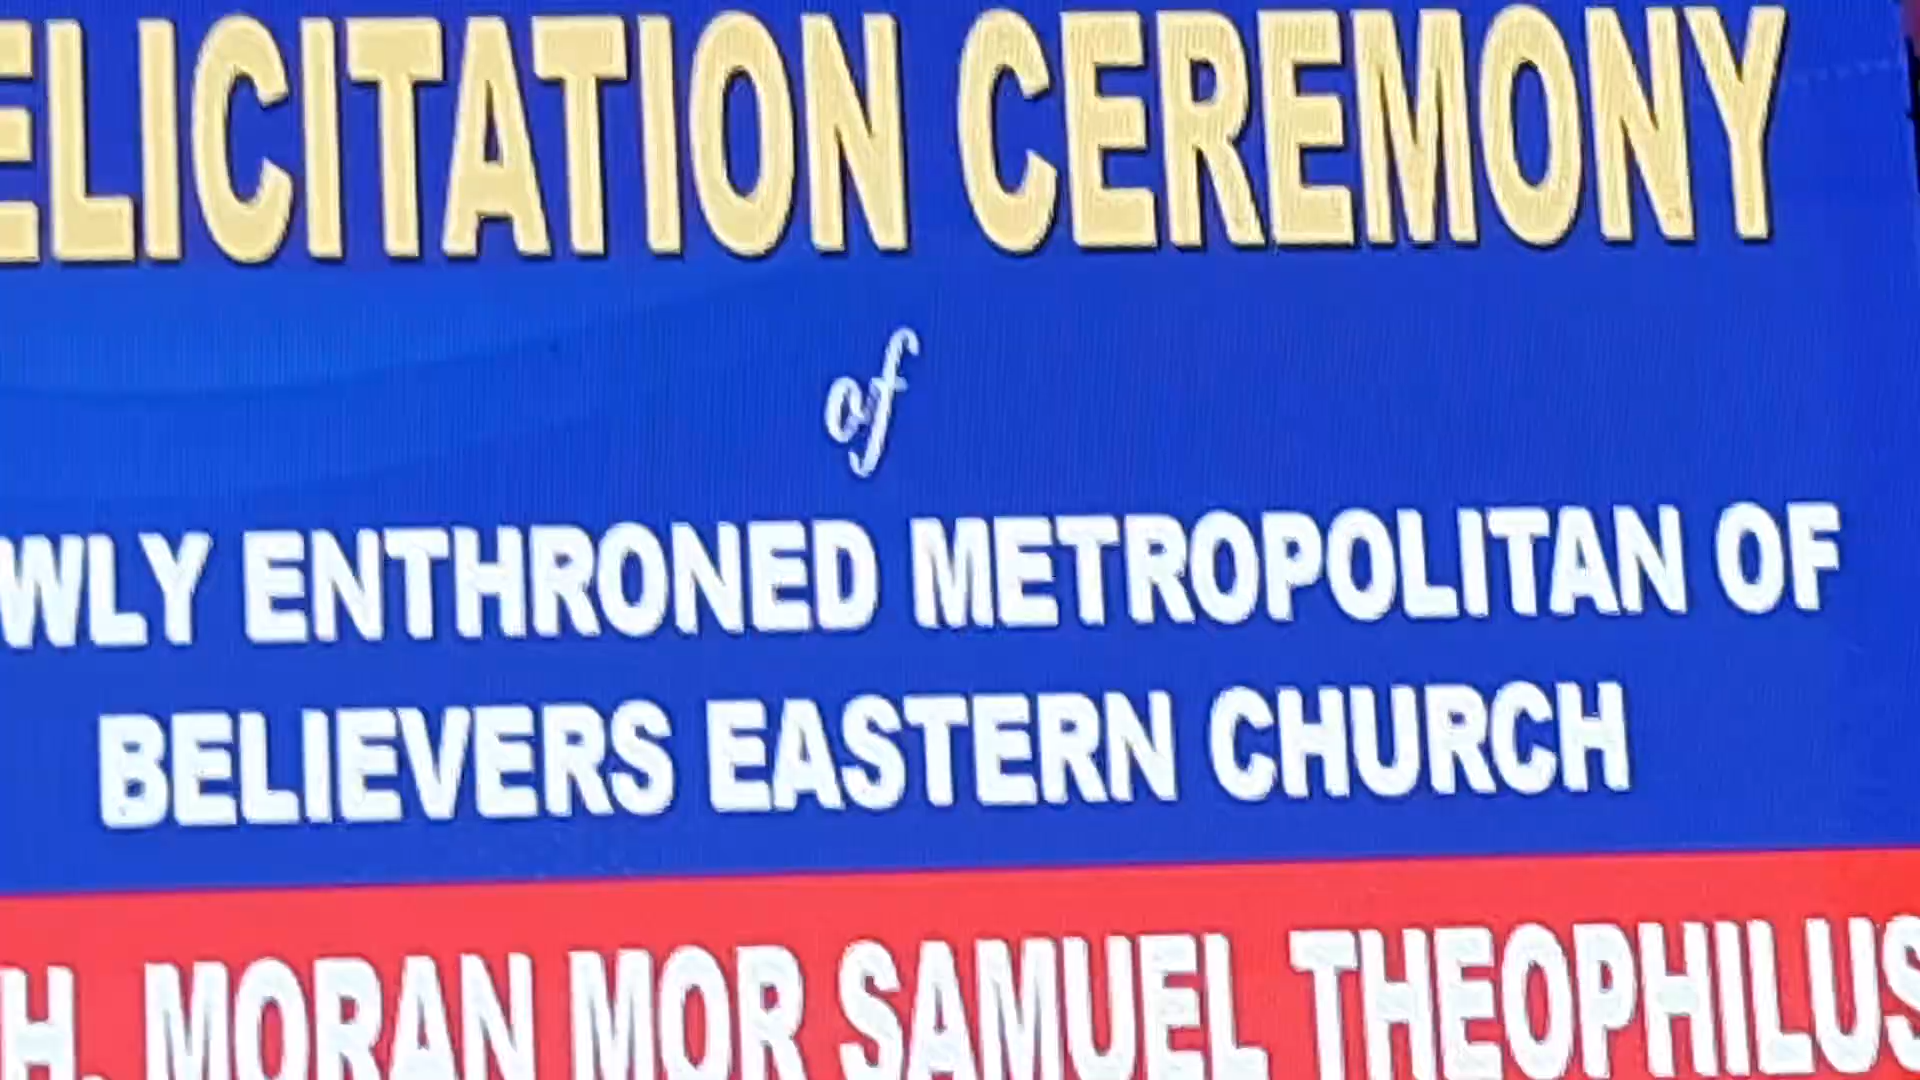 ELICITATION CEREMONY
of
WLY ENTHRONED METROPOLITAN OF
BELIEVERS EASTERN CHURCH
H. MORAN MOR SAMUEL THEOPHILUS